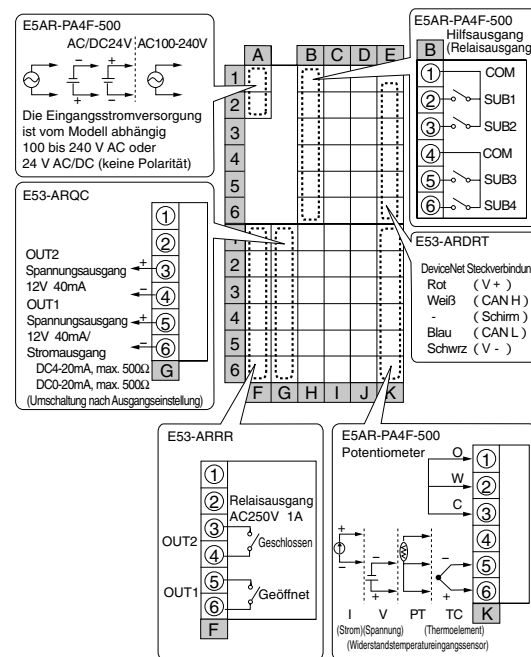 E5AR-PA4F-500
AC/DC24V AC100-240V
Die Eingangsstromversorgung
ist vom Modell abhängig
100 bis 240 V AC oder
24 V AC/DC (keine Polarität)
E53-ARQC
1
2
3
4
5
6
G
OUT2
Spannungsausgang
12V 40mA
OUT1
Spannungsausgang
12V 40mA/
Stromausgang
DC4-20mA, max. 500Ω
DC0-20mA, max. 500Ω
(Umschaltung nach Ausgangseinstellung)
+
-
+
-
A B C D E
1
2
3
4
5
6
1
2
3
4
5
6
F G H I J K
E5AR-PA4F-500
Hilfsausgang
(Relaisausgang
B
1 COM
2 SUB1
3 SUB2
4 COM
5 SUB3
6 SUB4
E53-ARDRT
DeviceNet Steckverbindun
Rot ( V + )
Weiß ( CAN H )
- ( Schirm )
Blau ( CAN L )
Schwrz ( V - )
E53-ARRR
1
2
3
4
5
6
F
Relaisausgang
AC250V 1A
OUT2 Geschlossen
OUT1 Geöffnet
E5AR-PA4F-500
Potentiometer
O 1
W 2
C 3
4
5
6
K
+ - - + - +
I V PT TC
(Strom)(Spannung) (Thermoelement)
(Widerstandstemperatureingangssensor)